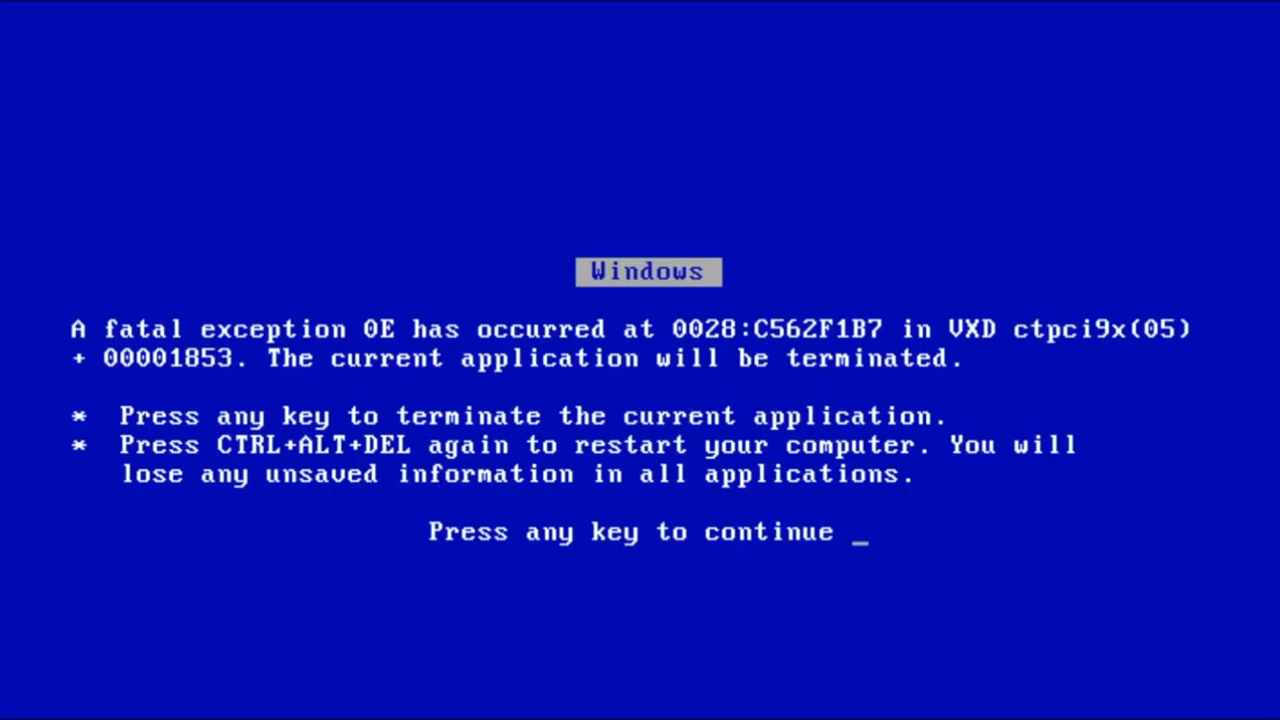 Windows
A fatal exception 0E has occurred at 0028:C562F1B7 in VXD ctpci9x(05)
+ 00001853. The current application will be terminated.
* Press any key to terminate the current application.
* Press CTRL+ALT+DEL again to restart your computer. You will
lose any unsaved information in all applications.
Press any key to continue _